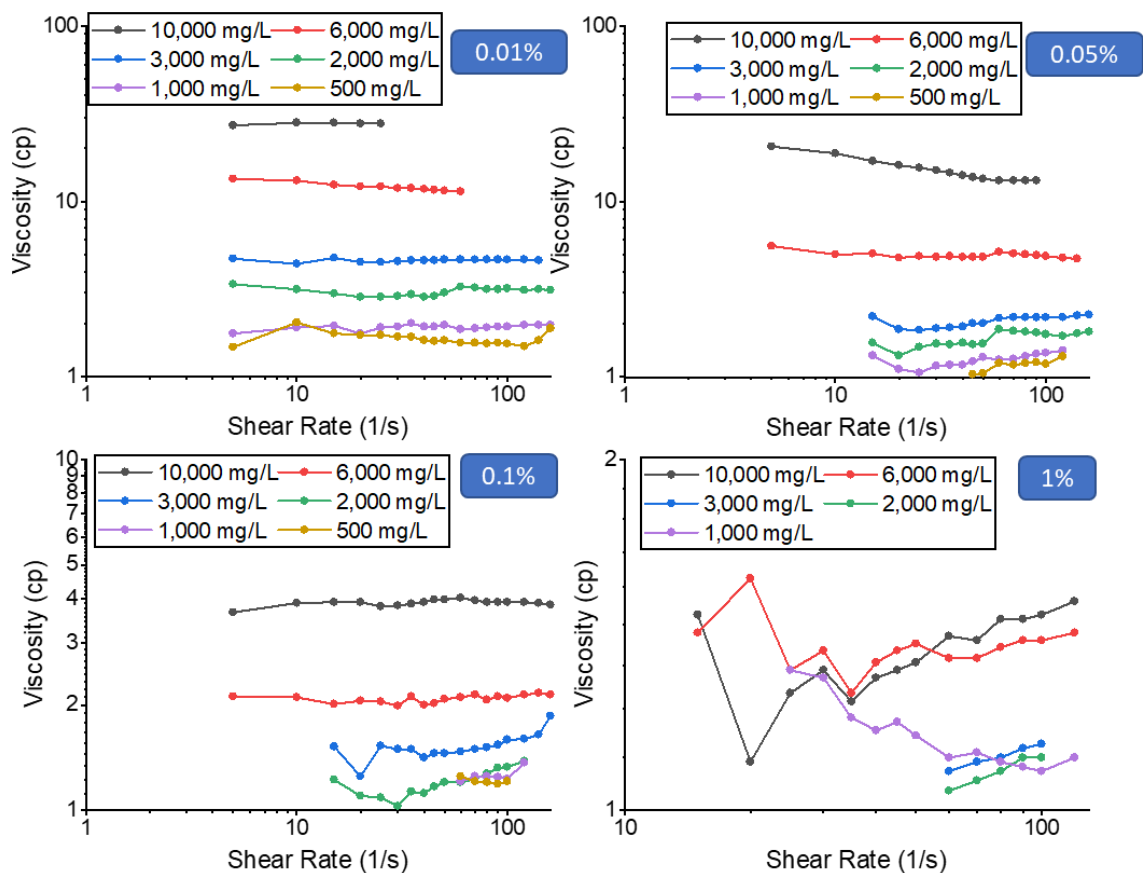 10,000 mg/L 6,000 mg/L
3,000 mg/L 2,000 mg/L
1,000 mg/L 500 mg/L
0.01%
100
10
1
Viscosity (cp)
1 10 100
Shear Rate (1/s)
10,000 mg/L 6,000 mg/L
3,000 mg/L 2,000 mg/L
1,000 mg/L 500 mg/L
0.05%
100
10
1
Viscosity (cp)
1 10 100
Shear Rate (1/s)
10,000 mg/L 6,000 mg/L
3,000 mg/L 2,000 mg/L
1,000 mg/L 500 mg/L
0.1%
10
9
8
7
6
5
4
3
2
1
Viscosity (cp)
1 10 100
Shear Rate (1/s)
10,000 mg/L 6,000 mg/L
3,000 mg/L 2,000 mg/L
1,000 mg/L
1%
2
1
Viscosity (cp)
10 100
Shear Rate (1/s)